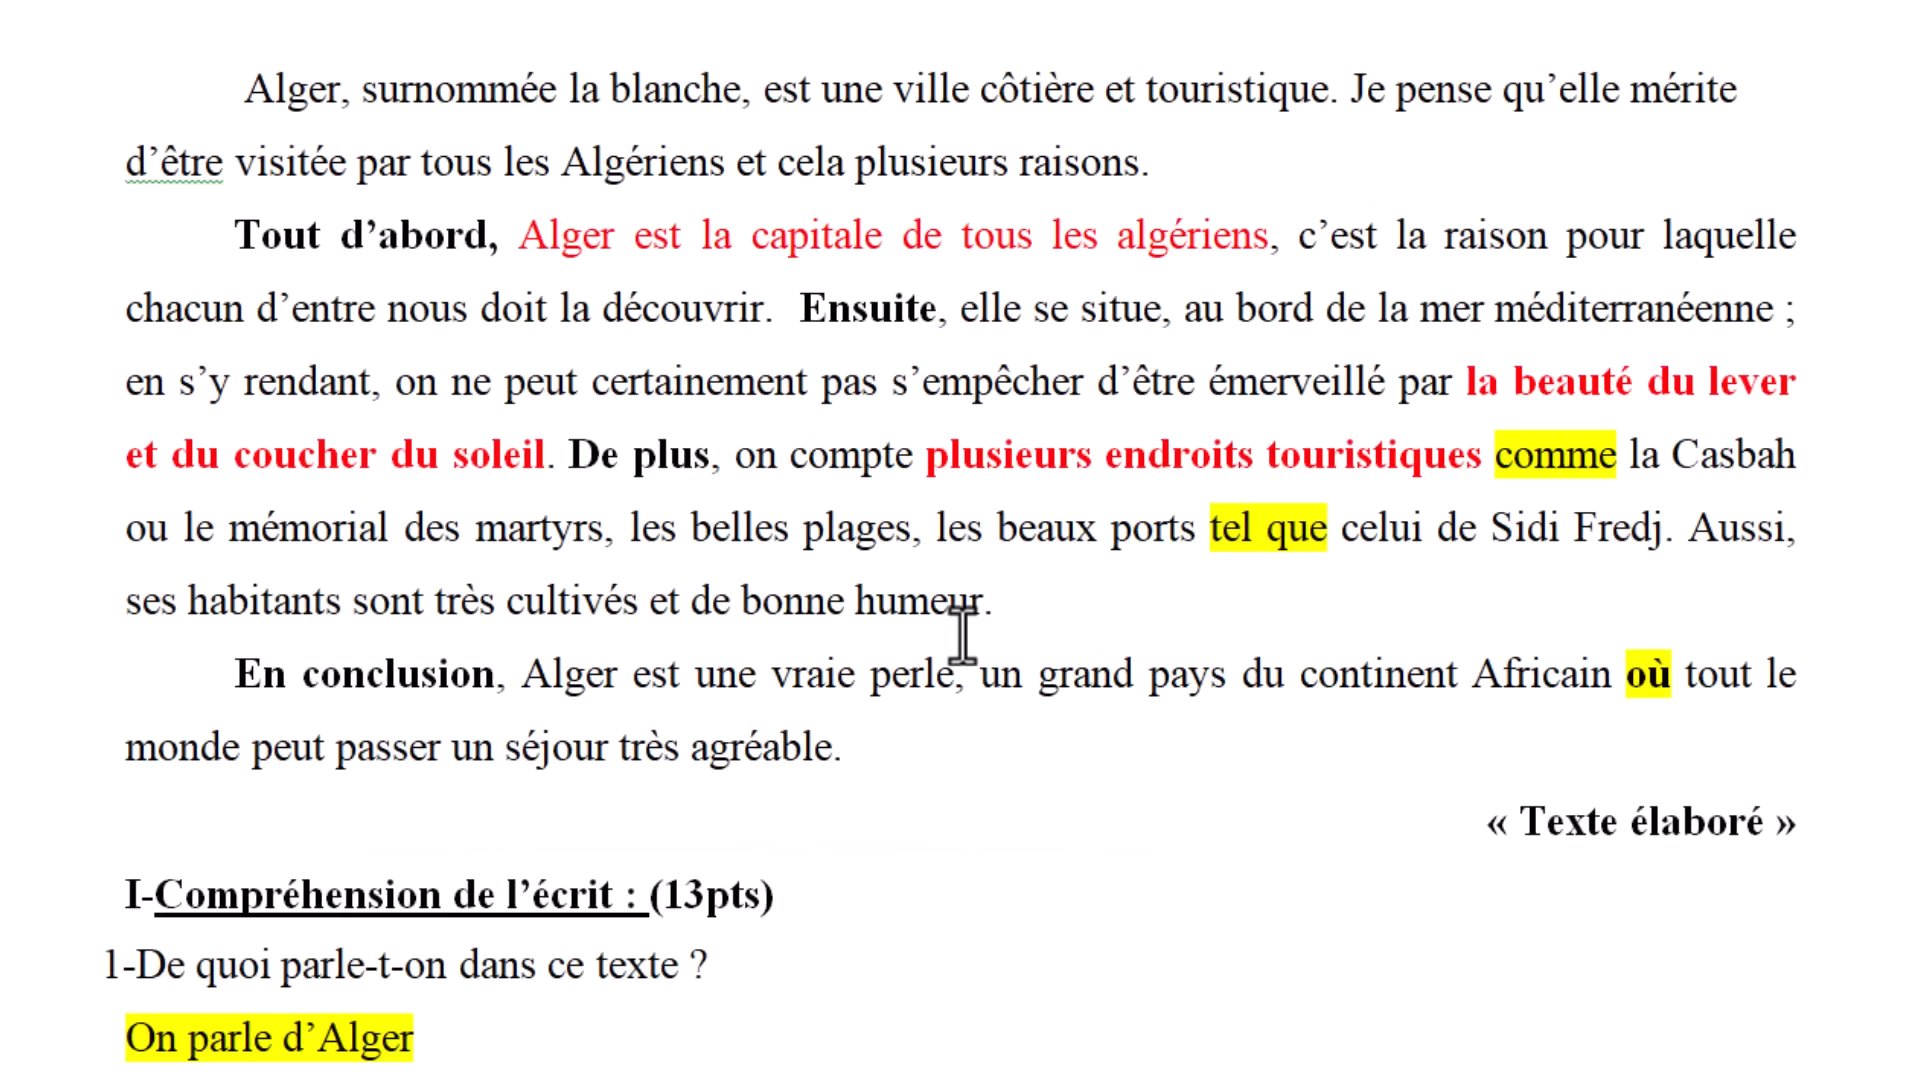 Alger, surnommée la blanche, est une ville côtière et touristique. Je pense qu’elle mérite
d’être visitée par tous les Algériens et cela plusieurs raisons.
Tout d’abord, Alger est la capitale de tous les algériens, c’est la raison pour laquelle
chacun d’entre nous doit la découvrir. Ensuite, elle se situe, au bord de la mer méditerranéenne ;
en s’y rendant, on ne peut certainement pas s’empêcher d’être émerveillé par la beauté du lever
et du coucher du soleil. De plus, on compte plusieurs endroits touristiques comme la Casbah
ou le mémorial des martyrs, les belles plages, les beaux ports tel que celui de Sidi Fredj. Aussi,
ses habitants sont très cultivés et de bonne humeur.
En conclusion, Alger est une vraie perle, un grand pays du continent Africain où tout le
monde peut passer un séjour très agréable.
« Texte élaboré »
I-Compréhension de l’écrit : (13pts)
1-De quoi parle-t-on dans ce texte ?
On parle d’Alger